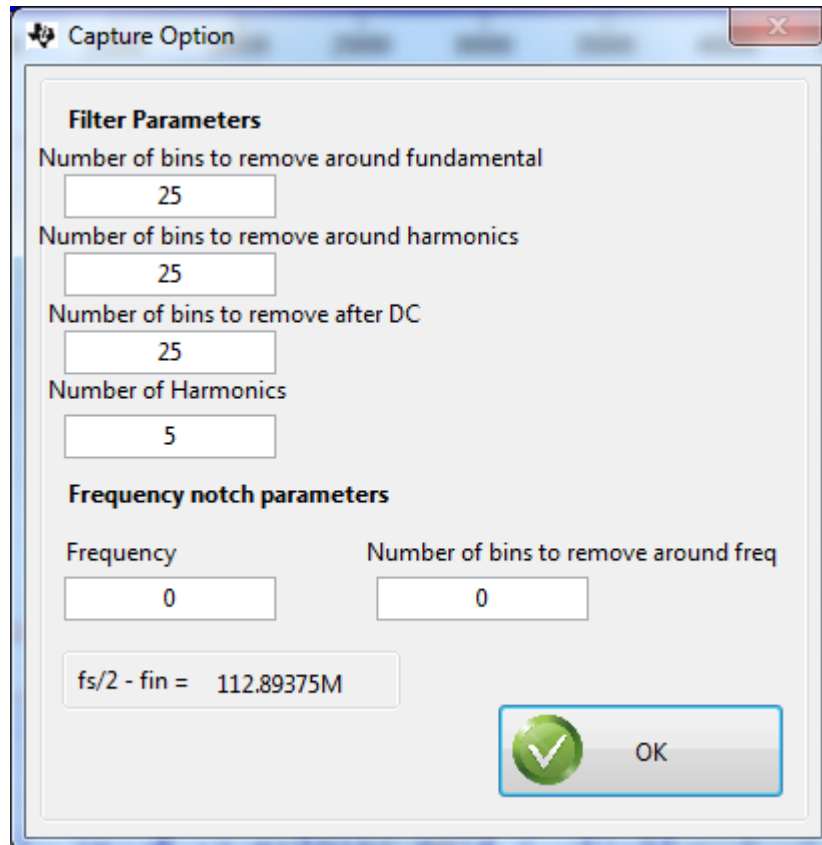 Capture Option
Filter Parameters
Number of bins to remove around fundamental
25
Number of bins to remove around harmonics
25
Number of bins to remove after DC
25
Number of Harmonics
5
Frequency notch parameters
Frequency Number of bins to remove around freq
0 0
fs/2 - fin = 112.89375M
OK